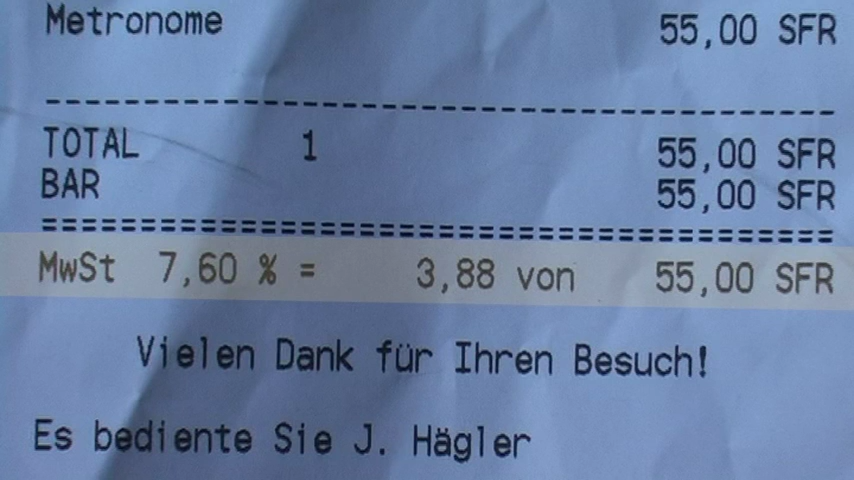 Metronome 55,00 SFR
----------------------------------------
TOTAL 1 55,00 SFR
BAR 55,00 SFR
========================================
MwSt 7,60 % = 3,88 von 55,00 SFR
Vielen Dank für Ihren Besuch!
Es bediente Sie J. Hägler